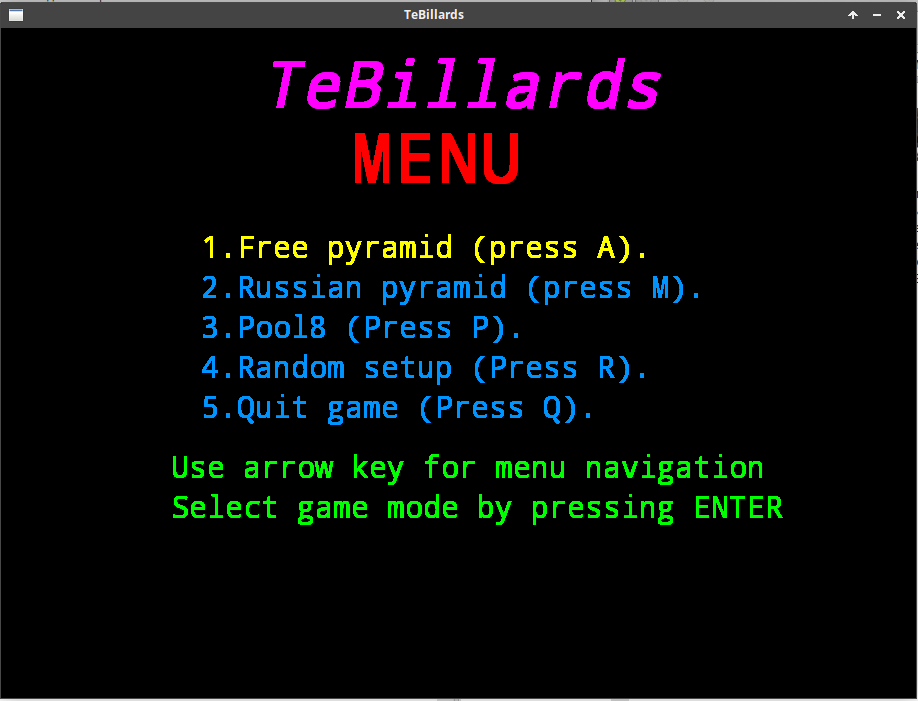 TeBillards
TeBillards
MENU
1.Free pyramid (press A).
2.Russian pyramid (press M).
3.Pool8 (Press P).
4.Random setup (Press R).
5.Quit game (Press Q).
Use arrow key for menu navigation
Select game mode by pressing ENTER